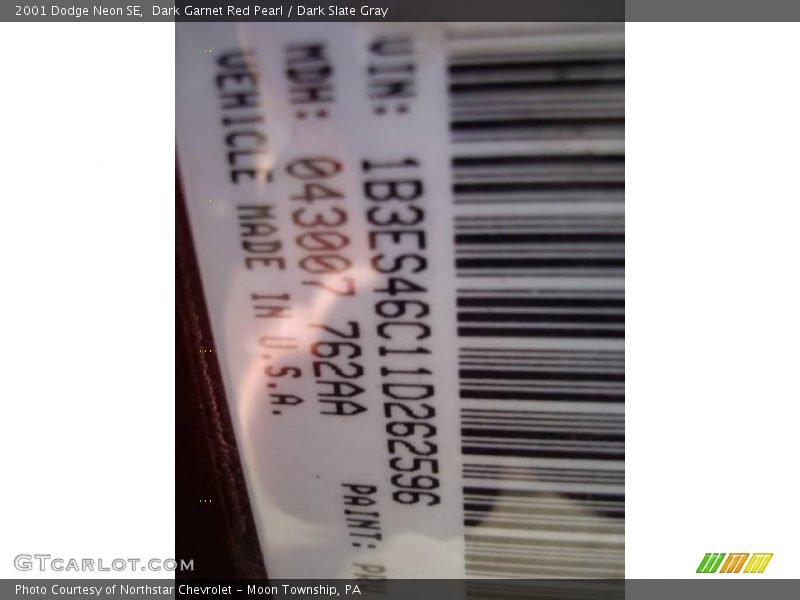 2001 Dodge Neon SE,  Dark Garnet Red Pearl / Dark Slate Gray
VIN: 1B3ES46C11D262596
MDH: 043007 762AA PAINT:
VEHICLE MADE IN U.S.A.
GTCARLOT.COM
Photo Courtesy of Northstar Chevrolet - Moon Township, PA